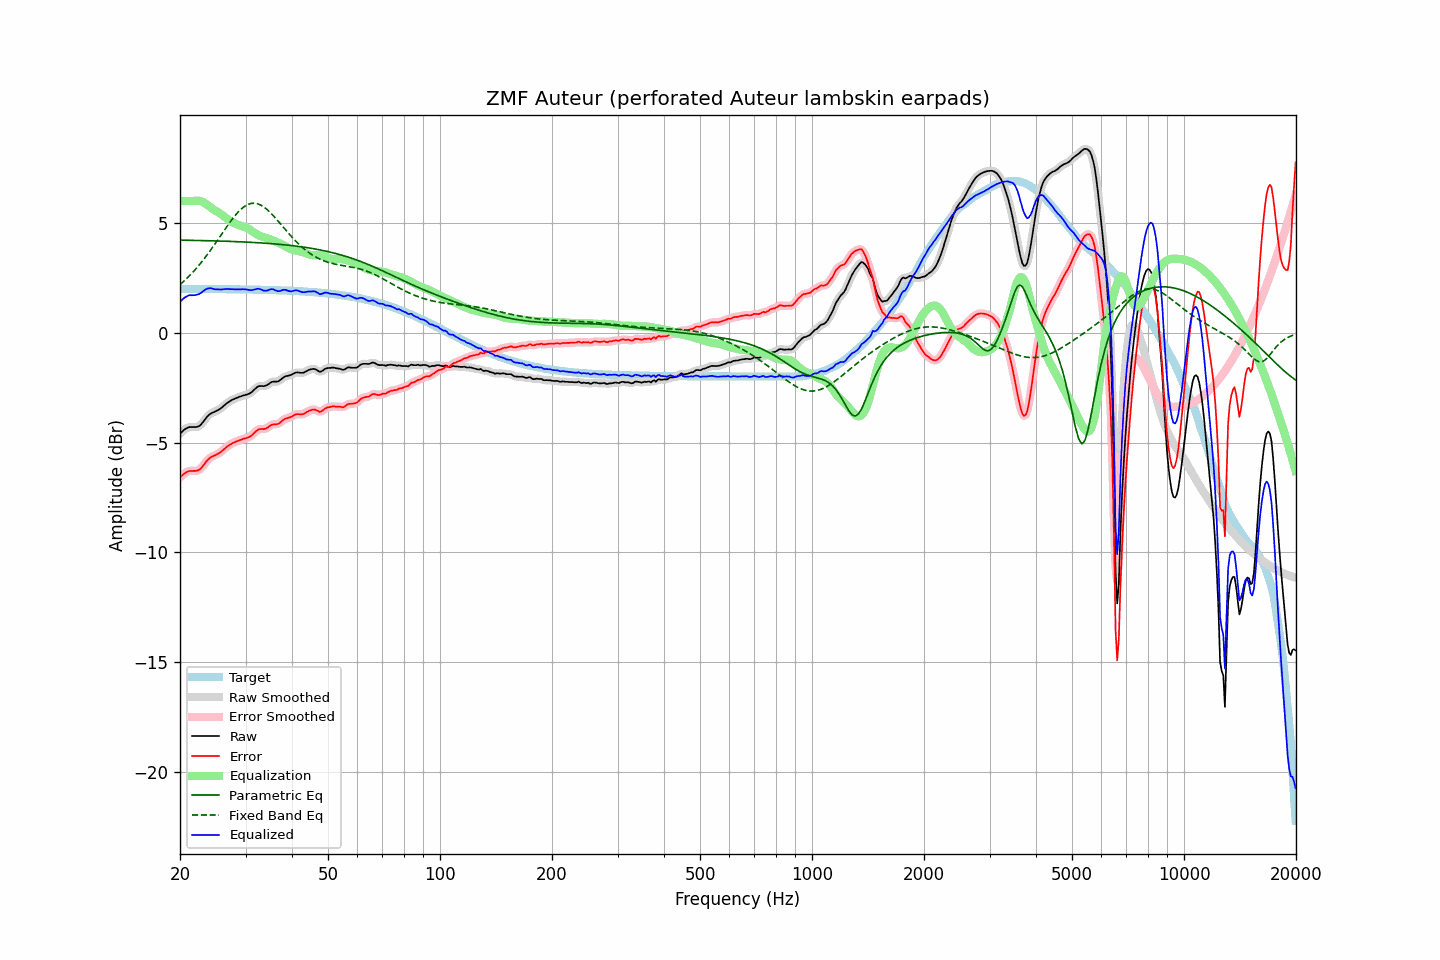 ZMF Auteur (perforated Auteur lambskin earpads)
Amplitude (dBr)
5
0
−5
−10
−15
−20
Target
Raw Smoothed
Error Smoothed
Raw
Error
Equalization
Parametric Eq
Fixed Band Eq
Equalized
20 50 100 200 500 1000 2000 5000 10000 20000
Frequency (Hz)